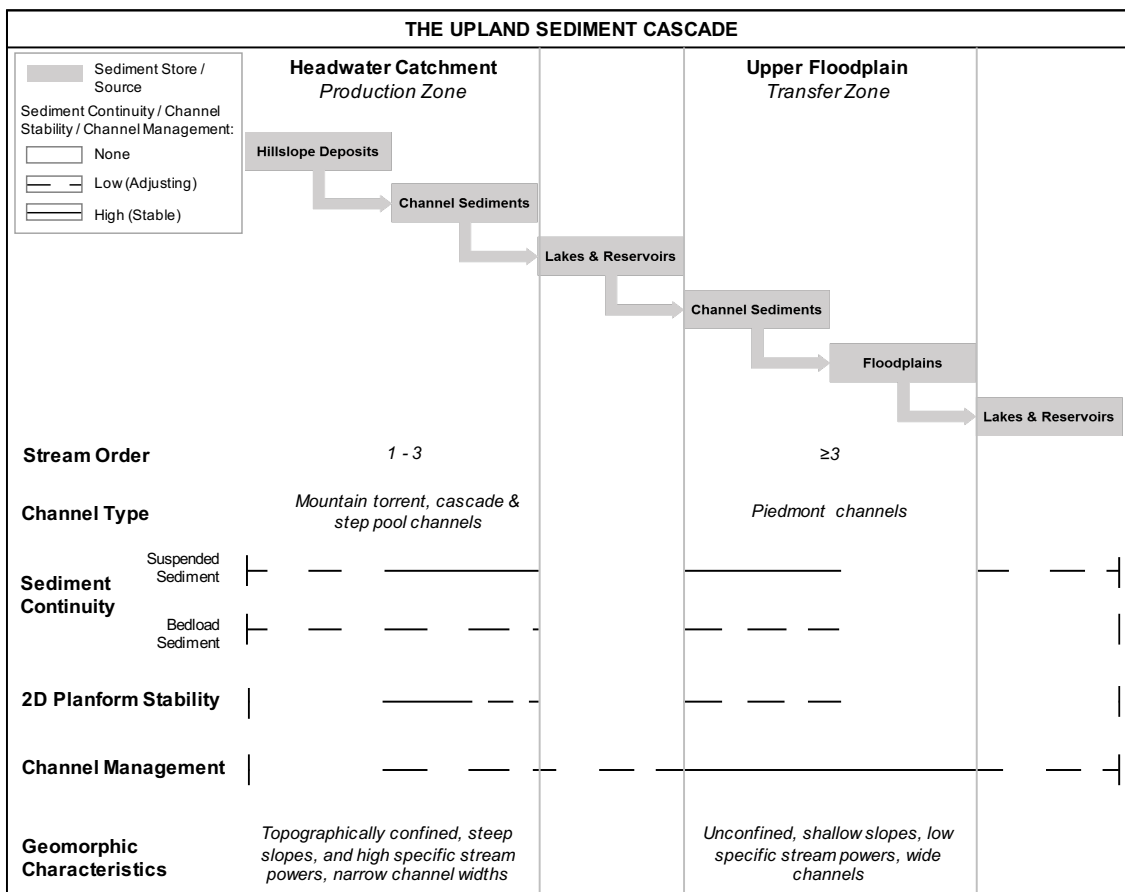 THE UPLAND SEDIMENT CASCADE
Sediment Store /
Source
Sediment Continuity / Channel
Stability / Channel Management:
None
Low (Adjusting)
High (Stable)
Headwater Catchment
Production Zone
Upper Floodplain
Transfer Zone
Hillslope Deposits
Channel Sediments
Lakes & Reservoirs
Channel Sediments
Floodplains
Lakes & Reservoirs
Stream Order
1 - 3
≥3
Channel Type
Mountain torrent, cascade &
step pool channels
Piedmont channels
Sediment
Continuity
Suspended
Sediment
Bedload
Sediment
2D Planform Stability
Channel Management
Geomorphic
Characteristics
Topographically confined, steep
slopes, and high specific stream
powers, narrow channel widths
Unconfined, shallow slopes, low
specific stream powers, wide
channels